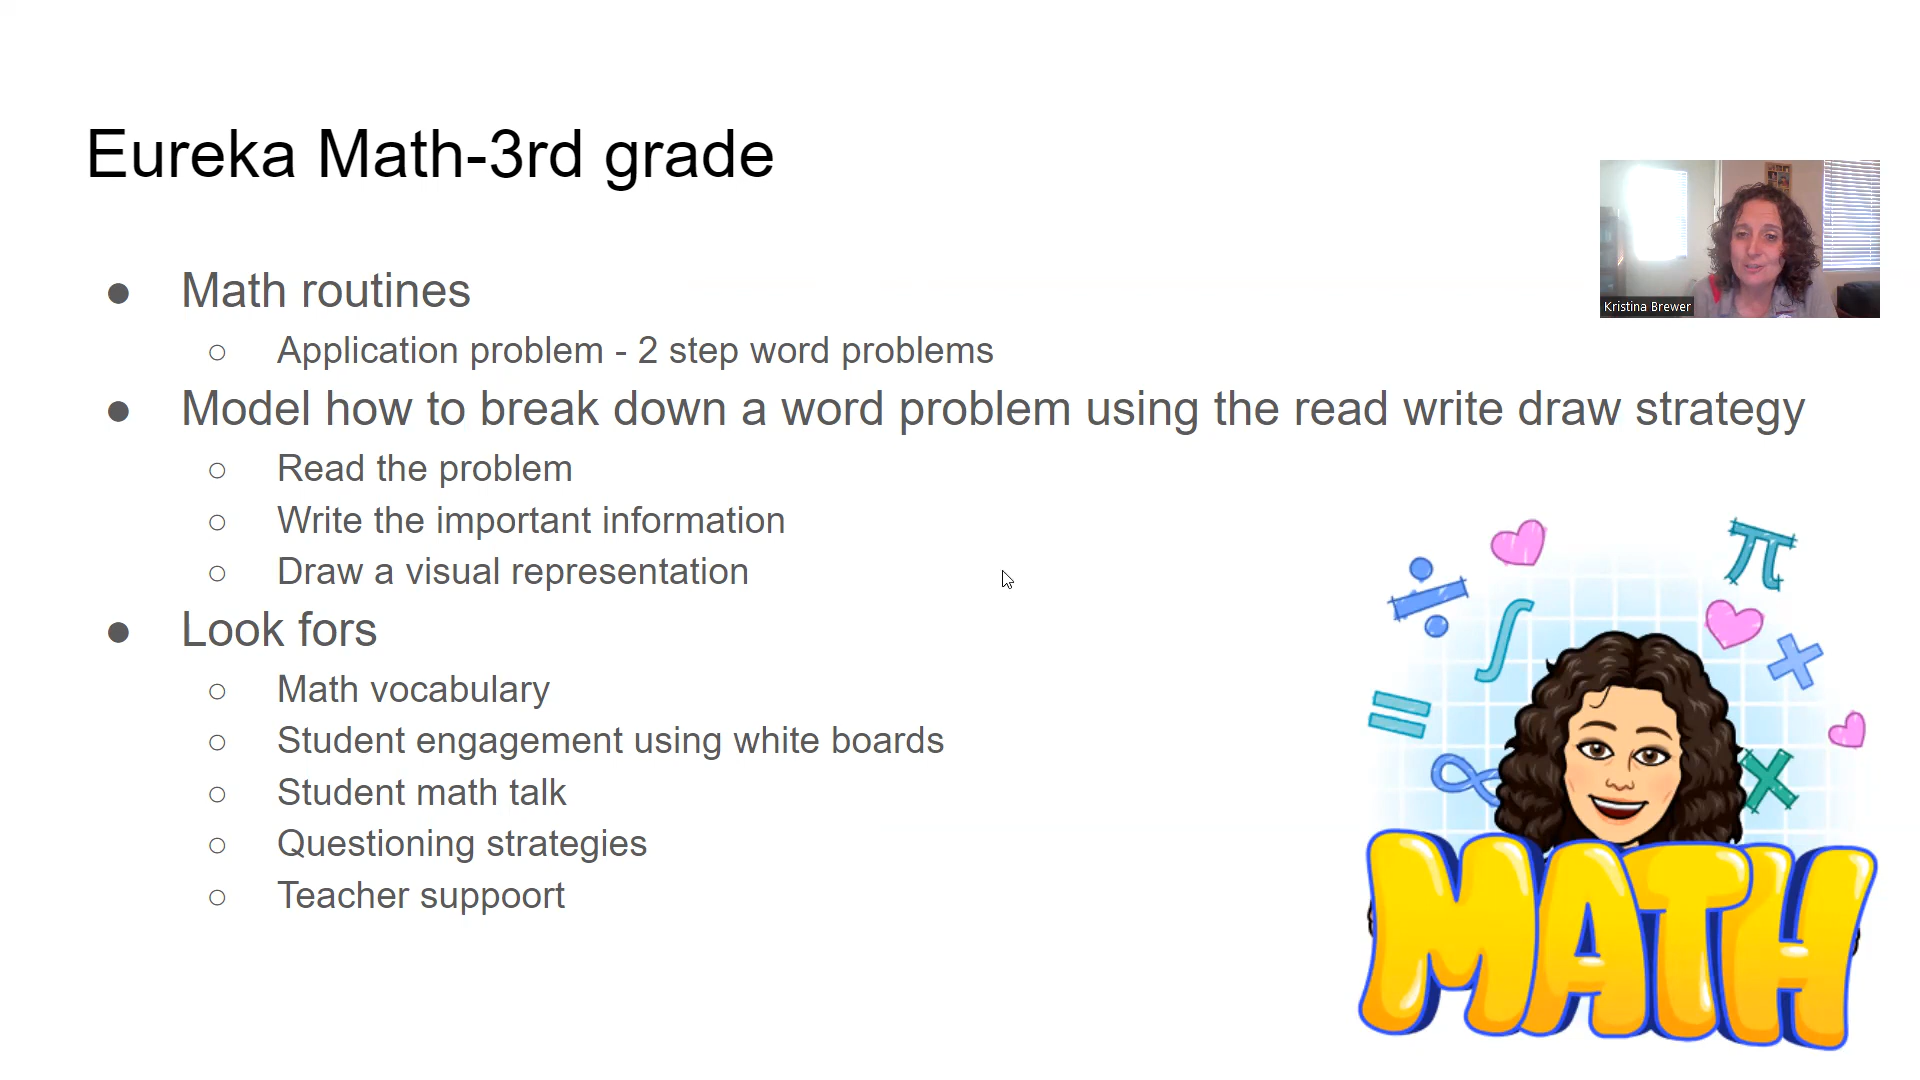 Eureka Math-3rd grade
Kristina Brewer
● Math routines
○ Application problem - 2 step word problems
● Model how to break down a word problem using the read write draw strategy
○ Read the problem
○ Write the important information
○ Draw a visual representation
● Look fors
○ Math vocabulary
○ Student engagement using white boards
○ Student math talk
○ Questioning strategies
○ Teacher suppoort
÷ ∫ π × = ∝ ×
MATH